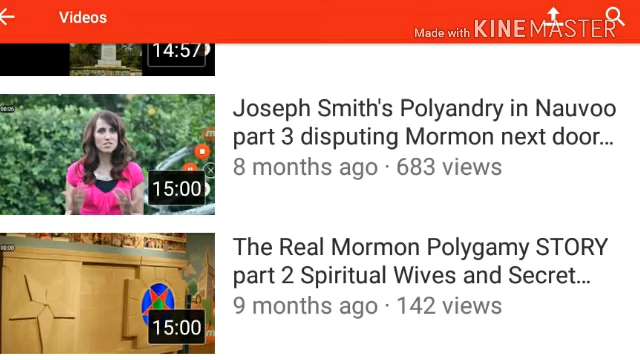 Videos
Made with KINEMASTER
14:57
Joseph Smith's Polyandry in Nauvoo
part 3 disputing Mormon next door...
8 months ago · 683 views
15:00
The Real Mormon Polygamy STORY
part 2 Spiritual Wives and Secret...
9 months ago · 142 views
15:00